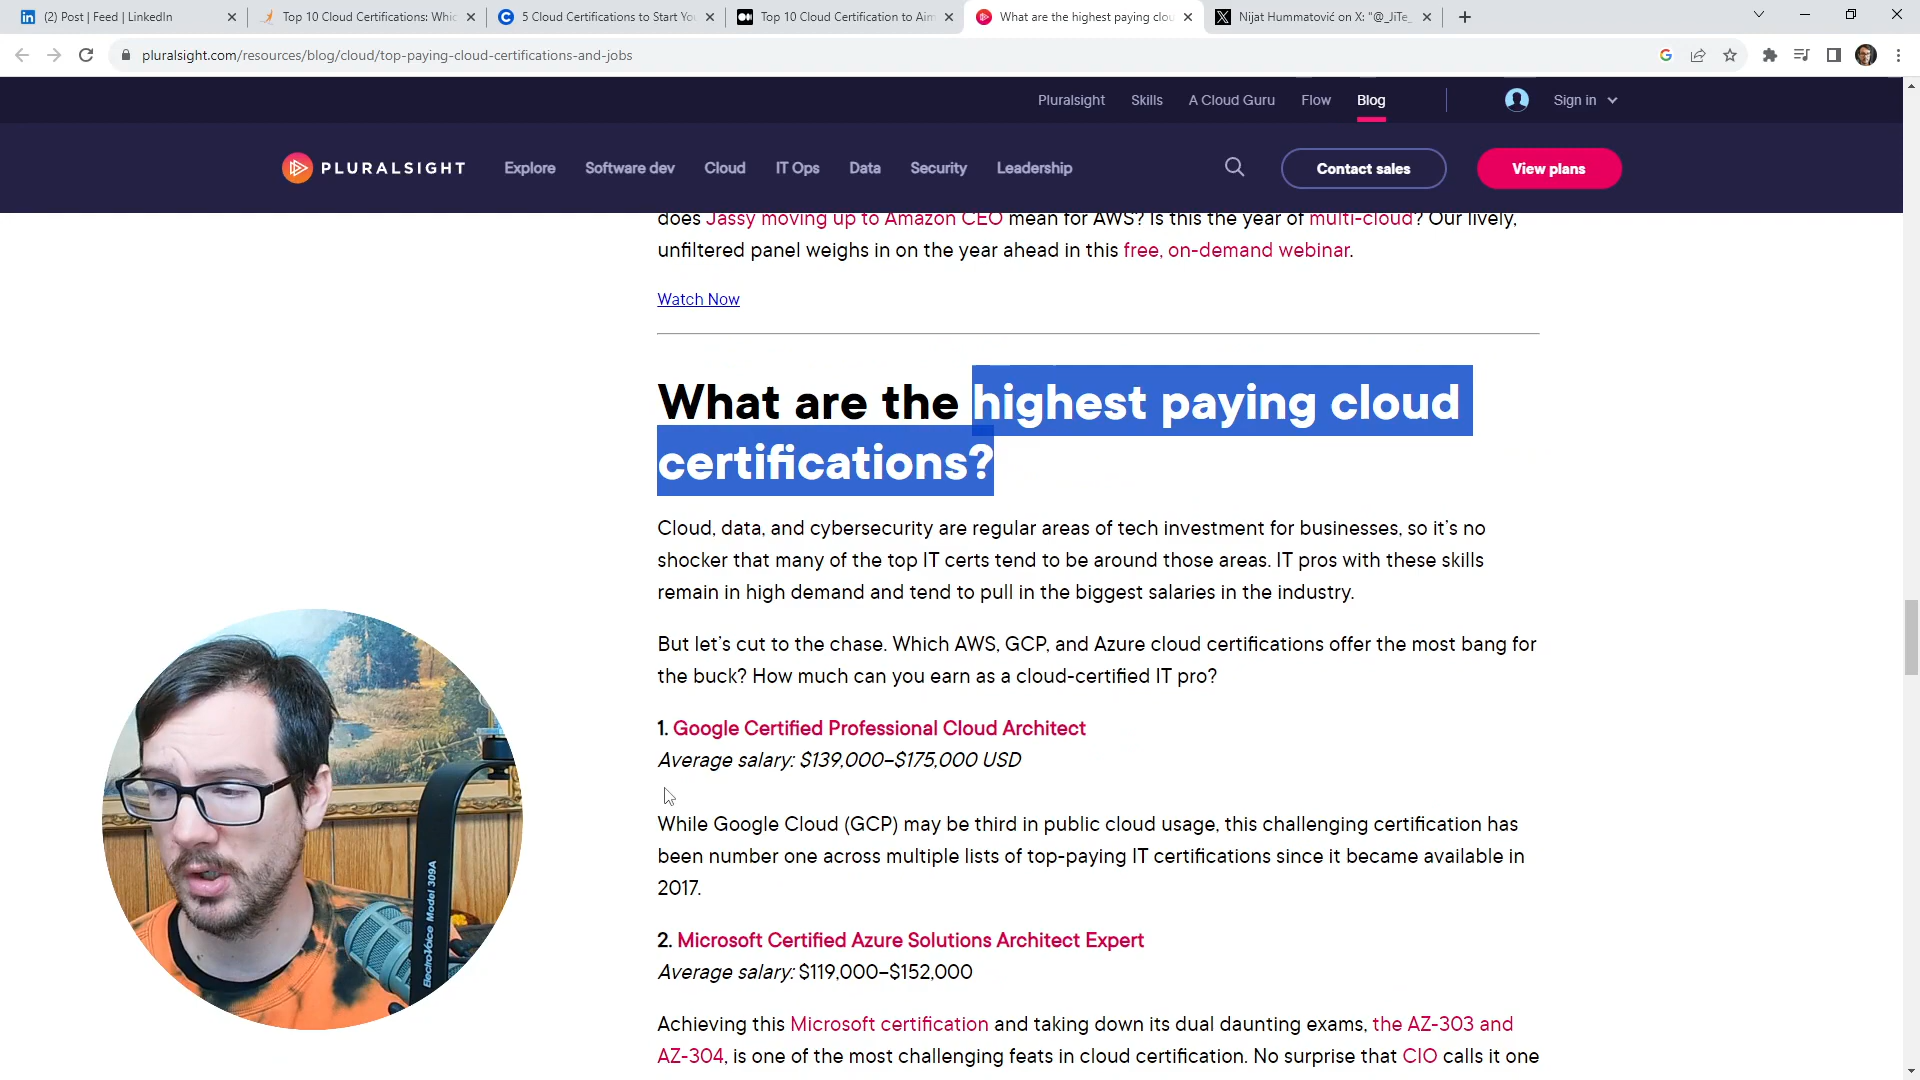 (2) Post | Feed | LinkedIn
Top 10 Cloud Certifications: Whic
5 Cloud Certifications to Start Yo
Top 10 Cloud Certification to Aim
What are the highest paying clou
Nijat Hummatović on X: "@_JiTe_
pluralsight.com/resources/blog/cloud/top-paying-cloud-certifications-and-jobs
Pluralsight
Skills
A Cloud Guru
Flow
Blog
Sign in
PLURALSIGHT
Explore
Software dev
Cloud
IT Ops
Data
Security
Leadership
Contact sales
View plans
does Jassy moving up to Amazon CEO mean for AWS? Is this the year of multi-cloud? Our lively,
unfiltered panel weighs in on the year ahead in this free, on-demand webinar.
Watch Now
What are the highest paying cloud
certifications?
Cloud, data, and cybersecurity are regular areas of tech investment for businesses, so it's no
shocker that many of the top IT certs tend to be around those areas. IT pros with these skills
remain in high demand and tend to pull in the biggest salaries in the industry.
But let's cut to the chase. Which AWS, GCP, and Azure cloud certifications offer the most bang for
the buck? How much can you earn as a cloud-certified IT pro?
1. Google Certified Professional Cloud Architect
Average salary: $139,000–$175,000 USD
While Google Cloud (GCP) may be third in public cloud usage, this challenging certification has
been number one across multiple lists of top-paying IT certifications since it became available in
2017.
2. Microsoft Certified Azure Solutions Architect Expert
Average salary: $119,000–$152,000
Achieving this Microsoft certification and taking down its dual daunting exams, the AZ-303 and
AZ-304, is one of the most challenging feats in cloud certification. No surprise that CIO calls it one
ElectroVoice Model 309A